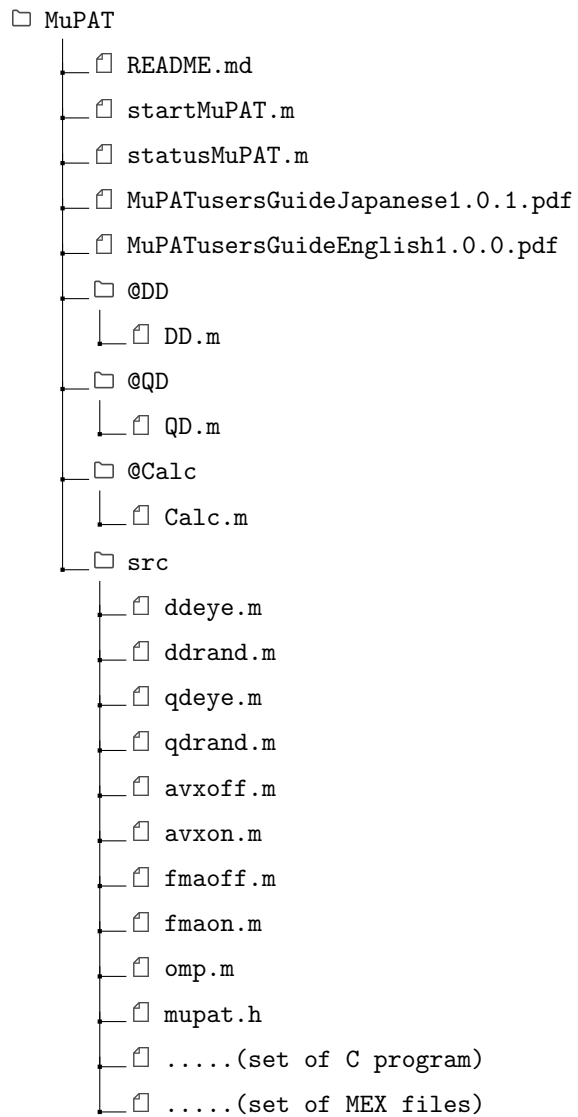 MuPAT
README.md
startMuPAT.m
statusMuPAT.m
MuPATusersGuideJapanese1.0.1.pdf
MuPATusersGuideEnglish1.0.0.pdf
@DD
DD.m
@QD
QD.m
@Calc
Calc.m
src
ddeye.m
ddrand.m
qdeye.m
qdrand.m
avxoff.m
avxon.m
fmaoff.m
fmaon.m
omp.m
mupat.h
.....(set of C program)
.....(set of MEX files)